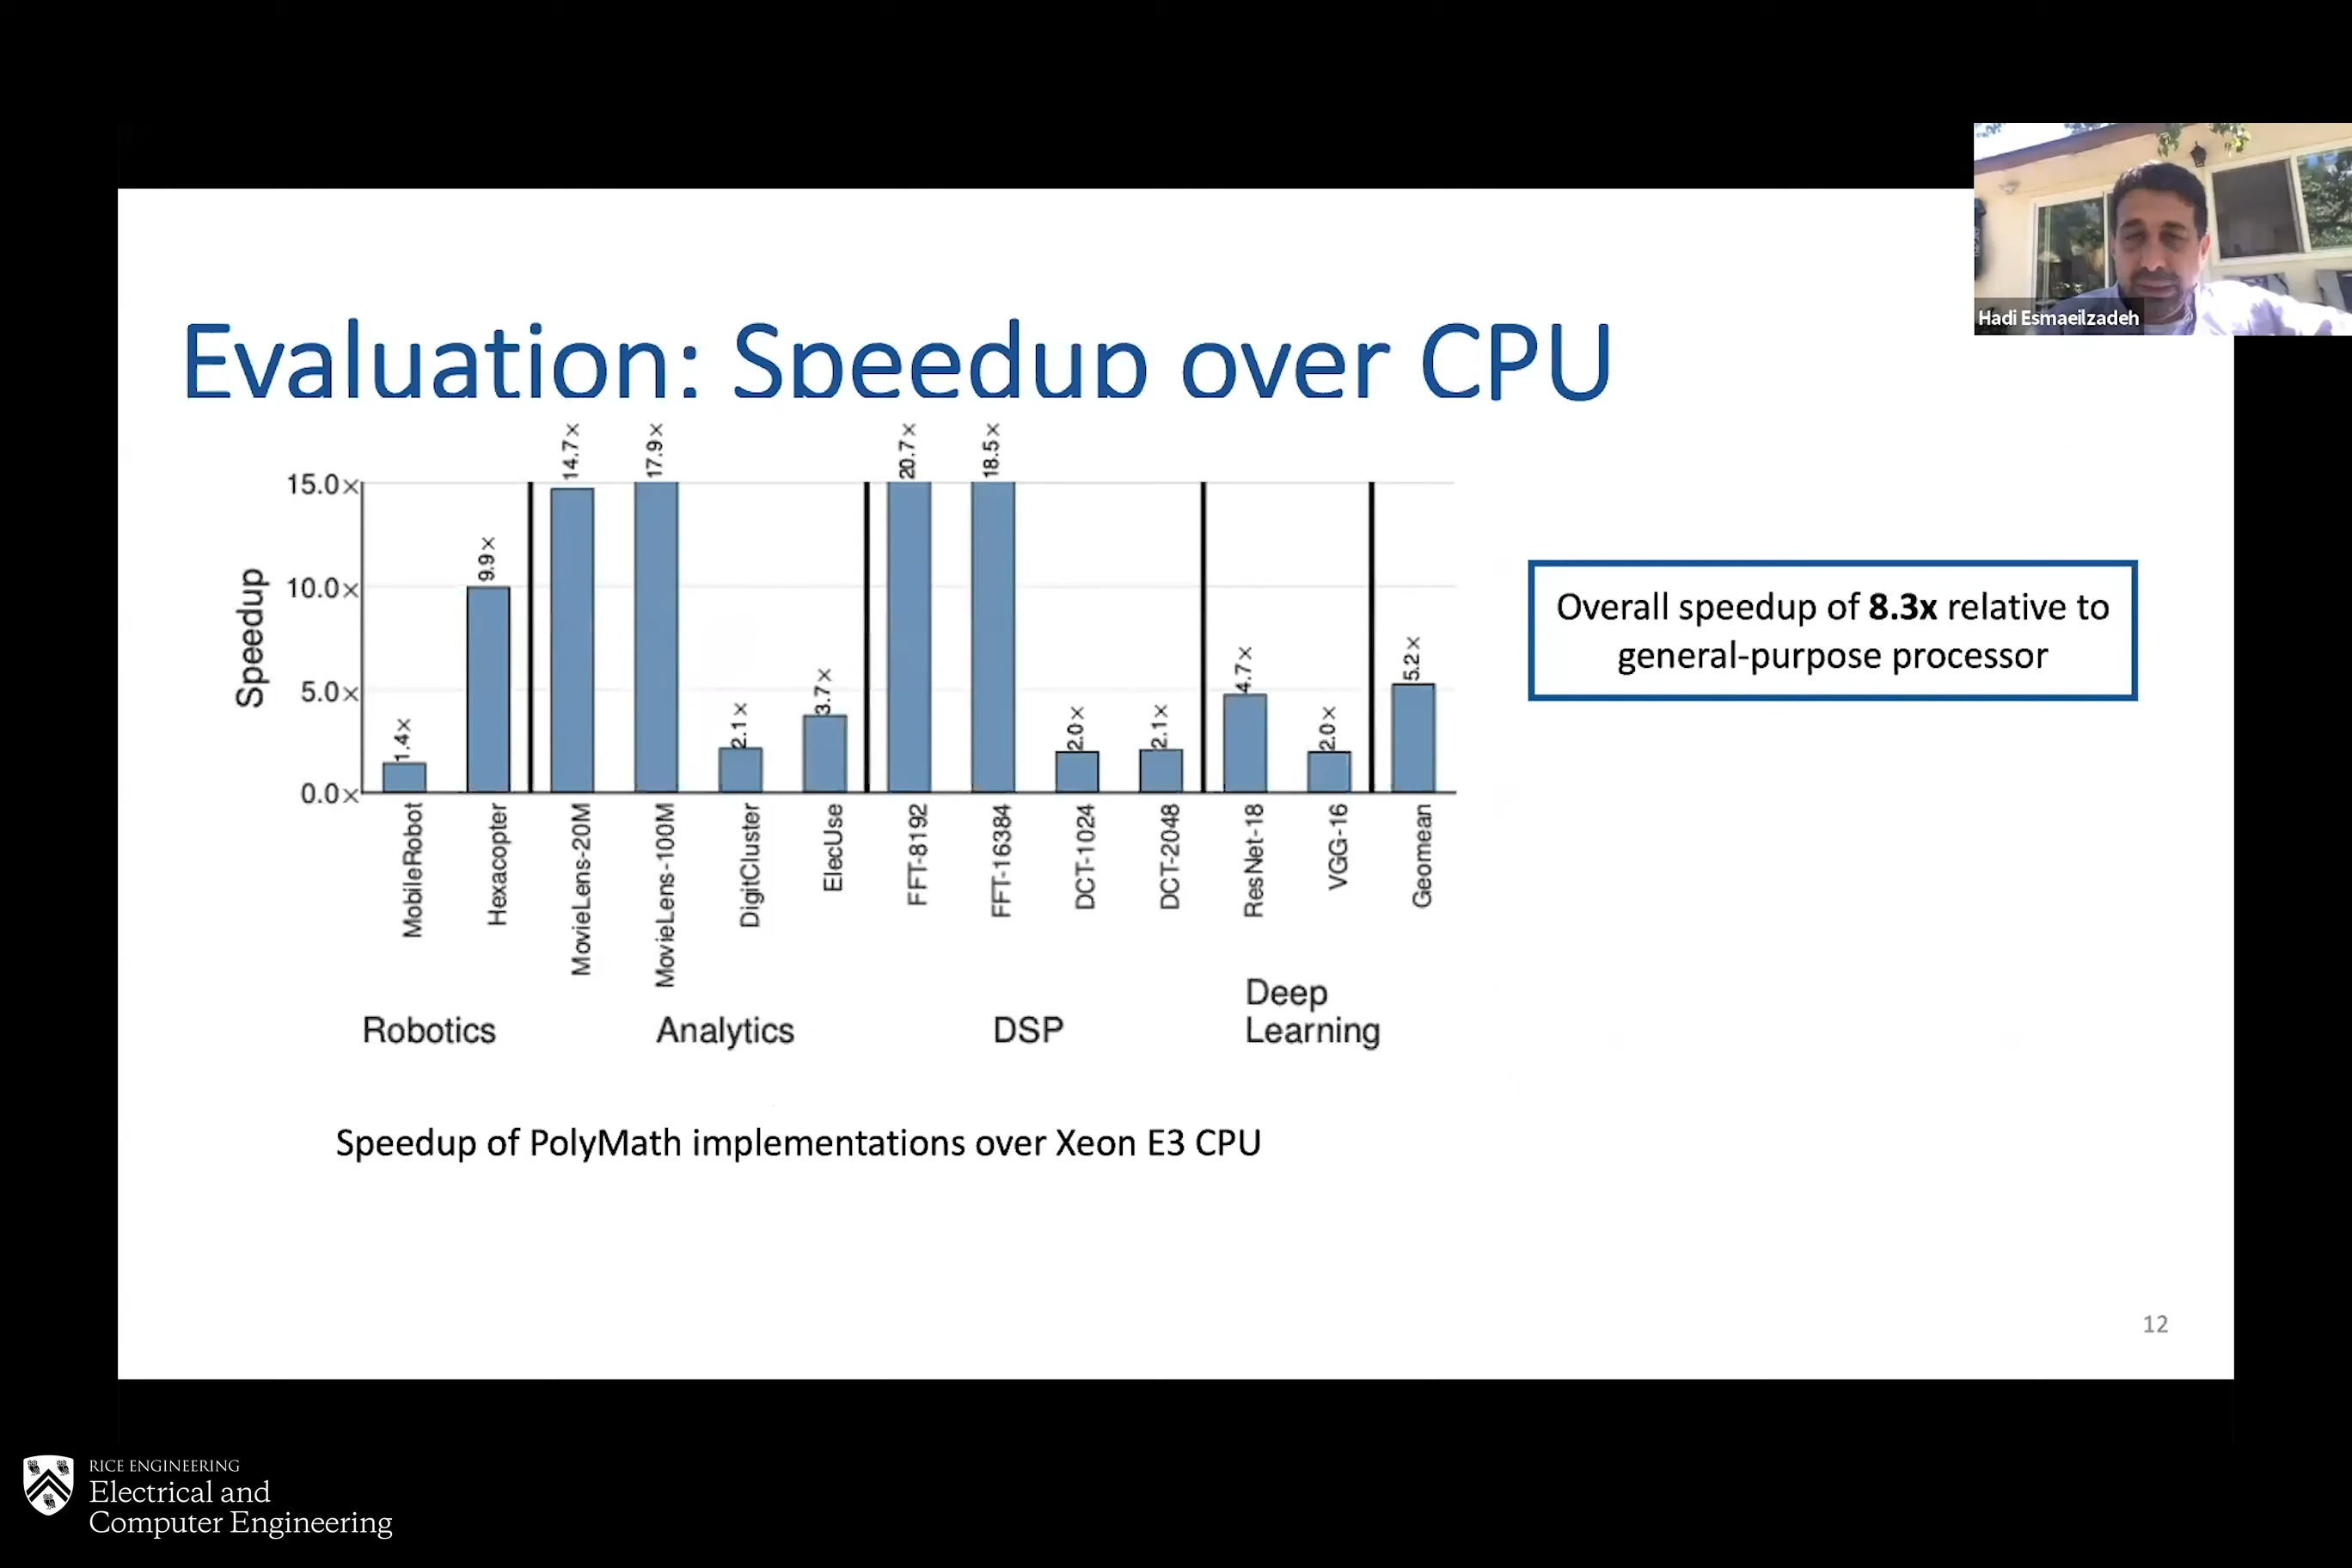 Hadi Esmaeilzadeh
Evaluation: Speedup over CPU
Speedup
15.0×
10.0×
5.0×
0.0×
1.4×
9.9×
14.7×
17.9×
2.1×
3.7×
20.7×
18.5×
2.0×
2.1×
4.7×
2.0×
5.2×
MobileRobot
Hexacopter
MovieLens-20M
MovieLens-100M
DigitCluster
ElecUse
FFT-8192
FFT-16384
DCT-1024
DCT-2048
ResNet-18
VGG-16
Geomean
Robotics
Analytics
DSP
Deep
Learning
Overall speedup of 8.3x relative to
general-purpose processor
Speedup of PolyMath implementations over Xeon E3 CPU
12
RICE ENGINEERING
Electrical and
Computer Engineering